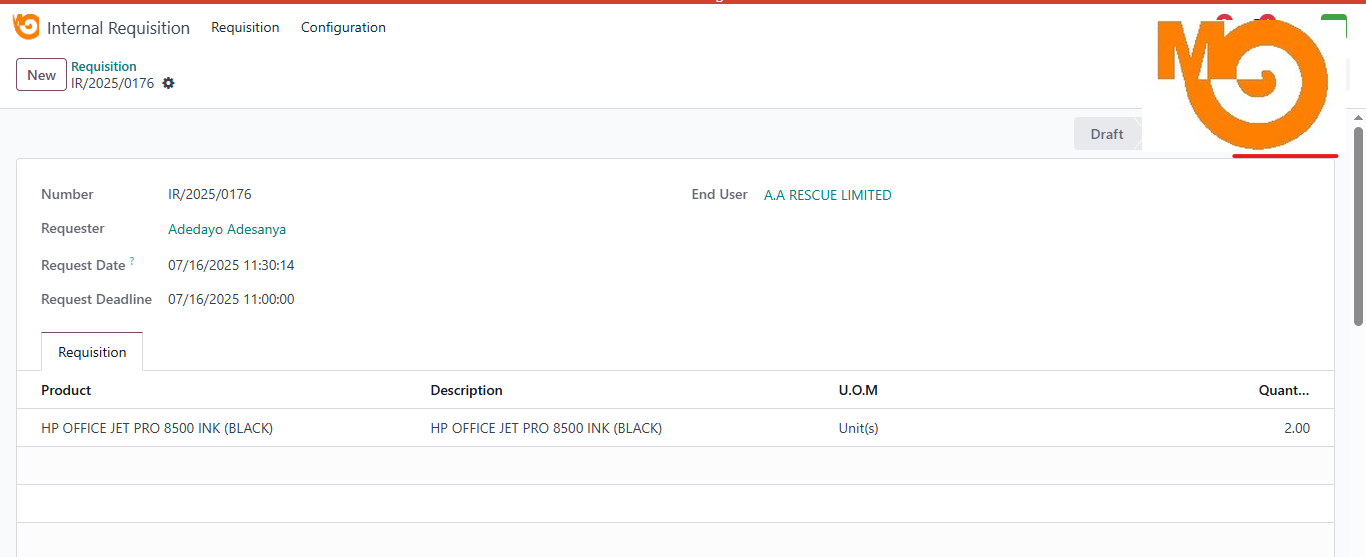 Internal Requisition Requisition Configuration
New
Requisition
IR/2025/0176
Draft
Number IR/2025/0176 End User A.A RESCUE LIMITED
Requester Adedayo Adesanya
Request Date ? 07/16/2025 11:30:14
Request Deadline 07/16/2025 11:00:00
Requisition
Product Description U.O.M Quant...
HP OFFICE JET PRO 8500 INK (BLACK) HP OFFICE JET PRO 8500 INK (BLACK) Unit(s) 2.00